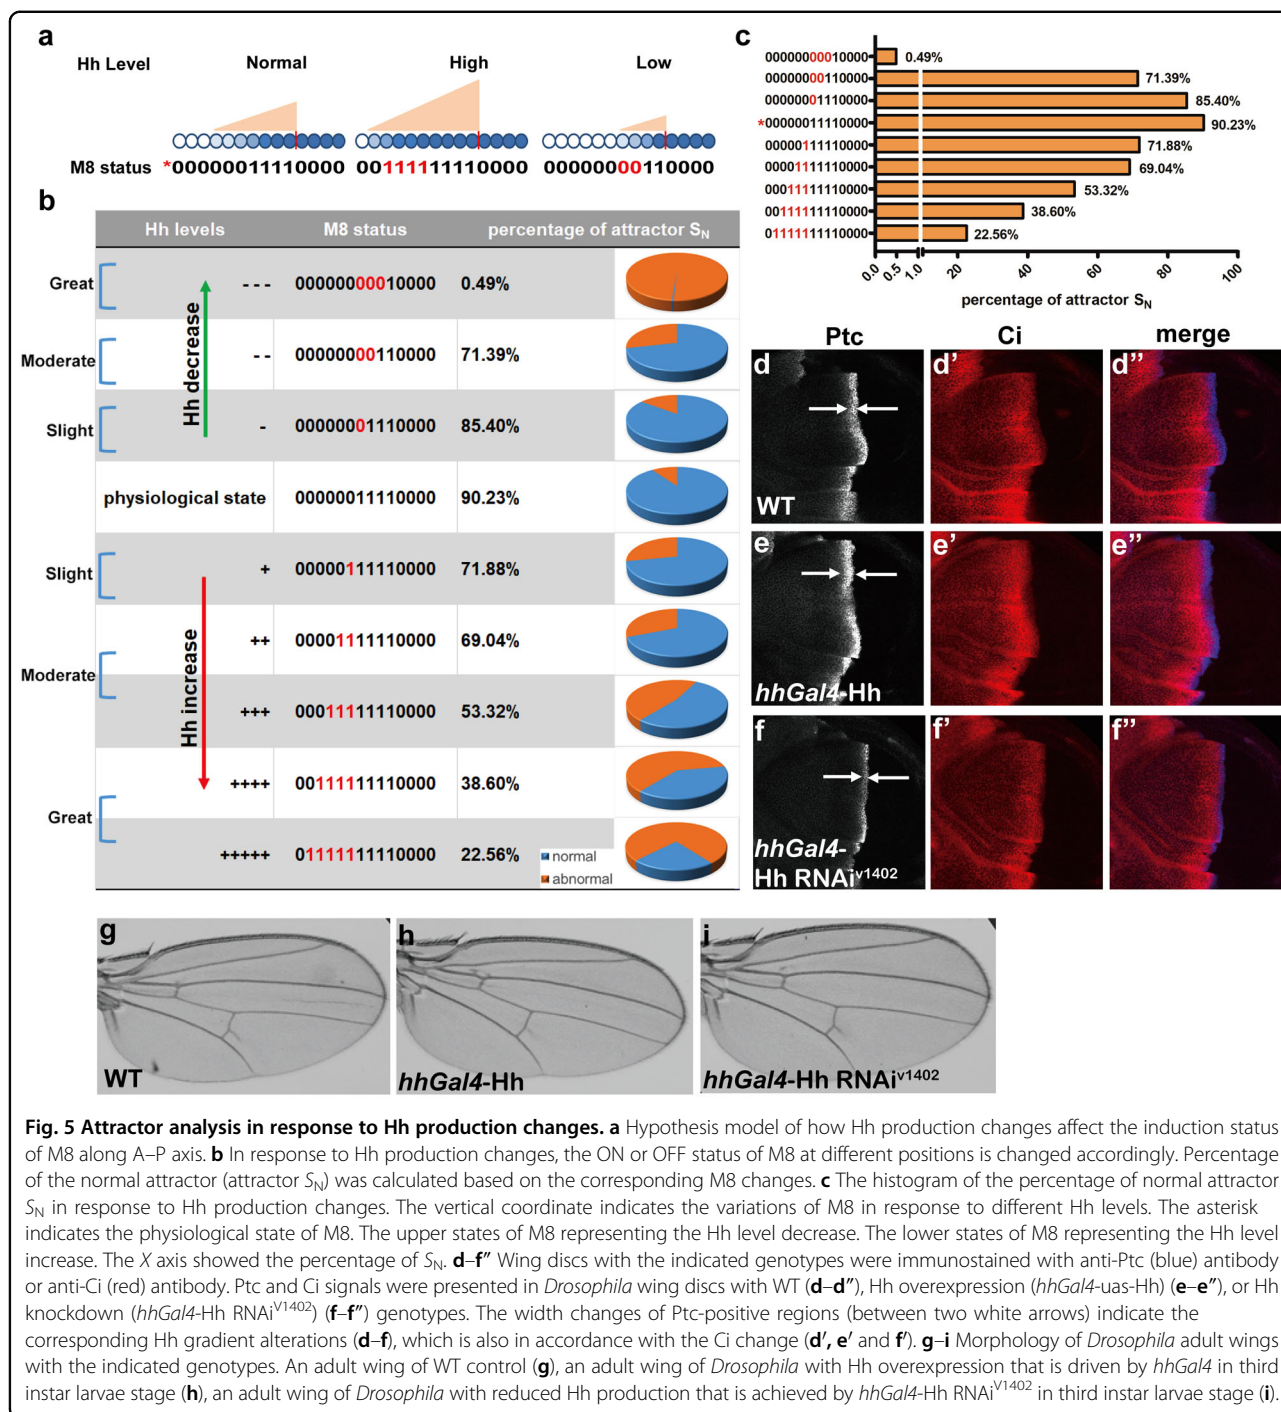 a
Hh Level Normal High Low
M8 status *00000011110000 00111111110000 00000000110000
b
Hh levels M8 status percentage of attractor SN
Great --- 00000000010000 0.49%
Moderate -- 00000000110000 71.39%
Slight - 00000001110000 85.40%
Hh decrease
physiological state 00000011110000 90.23%
Slight + 00000111110000 71.88%
Moderate ++ 00001111110000 69.04%
+++ 00011111110000 53.32%
Hh increase
Great ++++ 00111111110000 38.60%
+++++ 01111111110000 22.56%
normal
abnormal
c
00000000010000 0.49%
00000000110000 71.39%
00000001110000 85.40%
*00000011110000 90.23%
00000111110000 71.88%
00001111110000 69.04%
00011111110000 53.32%
00111111110000 38.60%
01111111110000 22.56%
0.0 0.5 1.0 20 40 60 80 100
percentage of attractor SN
Ptc Ci merge
d d' d''
WT
e e' e''
hhGal4-Hh
f f' f''
hhGal4-
Hh RNAiv1402
g h i
WT hhGal4-Hh hhGal4-Hh RNAiv1402
Fig. 5 Attractor analysis in response to Hh production changes. a Hypothesis model of how Hh production changes affect the induction status
of M8 along A–P axis. b In response to Hh production changes, the ON or OFF status of M8 at different positions is changed accordingly. Percentage
of the normal attractor (attractor SN) was calculated based on the corresponding M8 changes. c The histogram of the percentage of normal attractor
SN in response to Hh production changes. The vertical coordinate indicates the variations of M8 in response to different Hh levels. The asterisk
indicates the physiological state of M8. The upper states of M8 representing the Hh level decrease. The lower states of M8 representing the Hh level
increase. The X axis showed the percentage of SN. d–f″ Wing discs with the indicated genotypes were immunostained with anti-Ptc (blue) antibody
or anti-Ci (red) antibody. Ptc and Ci signals were presented in Drosophila wing discs with WT (d–d″), Hh overexpression (hhGal4-uas-Hh) (e–e″), or Hh
knockdown (hhGal4-Hh RNAiV1402) (f–f″) genotypes. The width changes of Ptc-positive regions (between two white arrows) indicate the
corresponding Hh gradient alterations (d–f), which is also in accordance with the Ci change (d′, e′ and f′). g–i Morphology of Drosophila adult wings
with the indicated genotypes. An adult wing of WT control (g), an adult wing of Drosophila with Hh overexpression that is driven by hhGal4 in third
instar larvae stage (h), an adult wing of Drosophila with reduced Hh production that is achieved by hhGal4-Hh RNAiV1402 in third instar larvae stage (i).